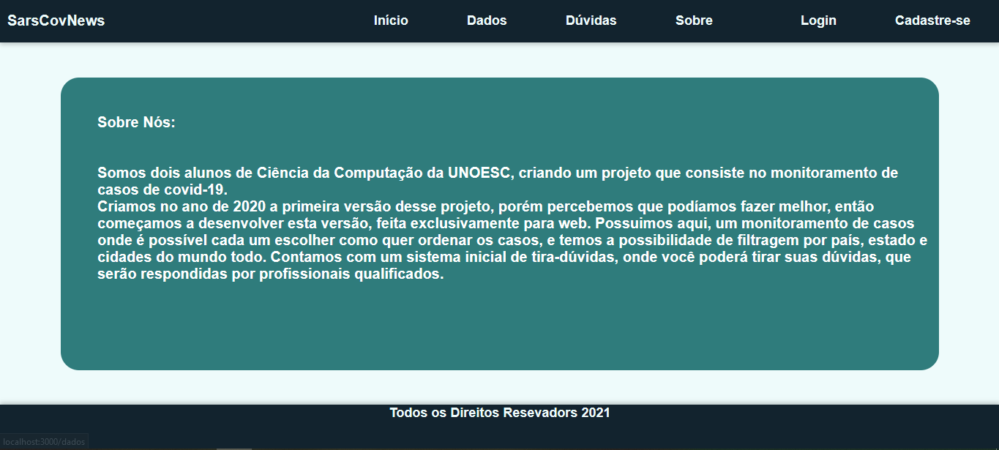 SarsCovNews Início Dados Dúvidas Sobre Login Cadastre-se
Sobre Nós:
Somos dois alunos de Ciência da Computação da UNOESC, criando um projeto que consiste no monitoramento de
casos de covid-19.
Criamos no ano de 2020 a primeira versão desse projeto, porém percebemos que podíamos fazer melhor, então
começamos a desenvolver esta versão, feita exclusivamente para web. Possuimos aqui, um monitoramento de casos
onde é possível cada um escolher como quer ordenar os casos, e temos a possibilidade de filtragem por país, estado e
cidades do mundo todo. Contamos com um sistema inicial de tira-dúvidas, onde você poderá tirar suas dúvidas, que
serão respondidas por profissionais qualificados.
Todos os Direitos Resevadors 2021
localhost:3000/dados